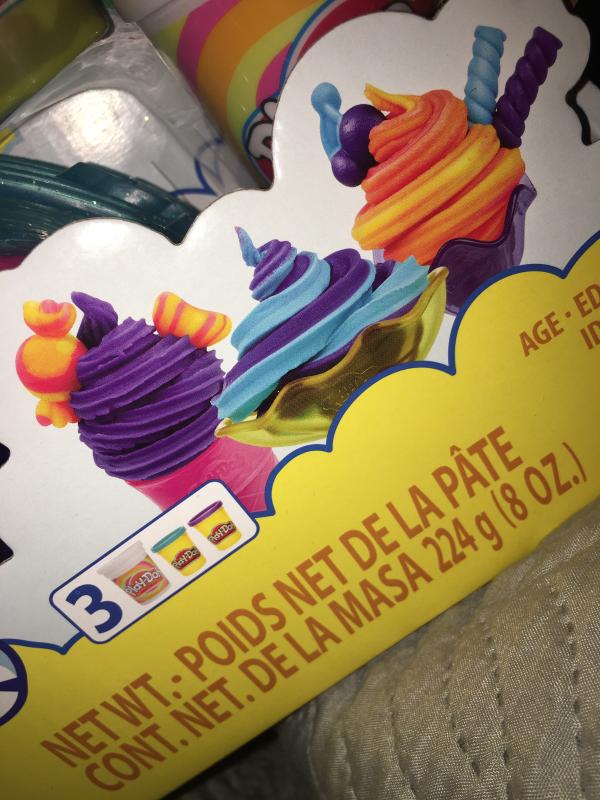 AGE · ED
ID
3
Play-Doh
Play-Doh
Play-Doh
NET WT. · POIDS NET DE LA PÂTE
CONT. NET. DE LA MASA 224 g (8 OZ.)